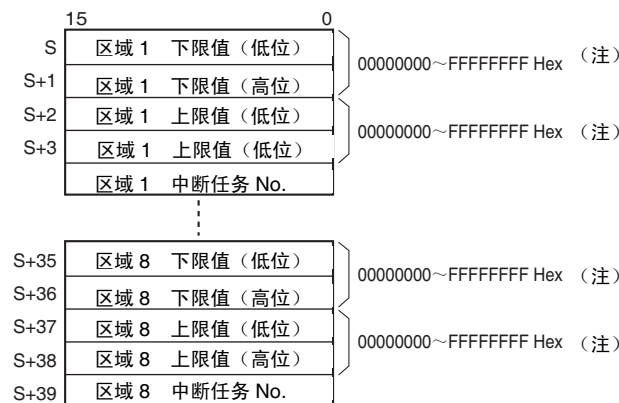 15 0
S 区域 1 下限值（低位）
00000000～FFFFFFFF Hex （注）
S+1 区域 1 下限值（高位）
S+2 区域 1 上限值（低位）
00000000～FFFFFFFF Hex （注）
S+3 区域 1 上限值（低位）
区域 1 中断任务 No.
S+35 区域 8 下限值（低位）
00000000～FFFFFFFF Hex （注）
S+36 区域 8 下限值（高位）
S+37 区域 8 上限值（低位）
00000000～FFFFFFFF Hex （注）
S+38 区域 8 上限值（高位）
S+39 区域 8 中断任务 No.